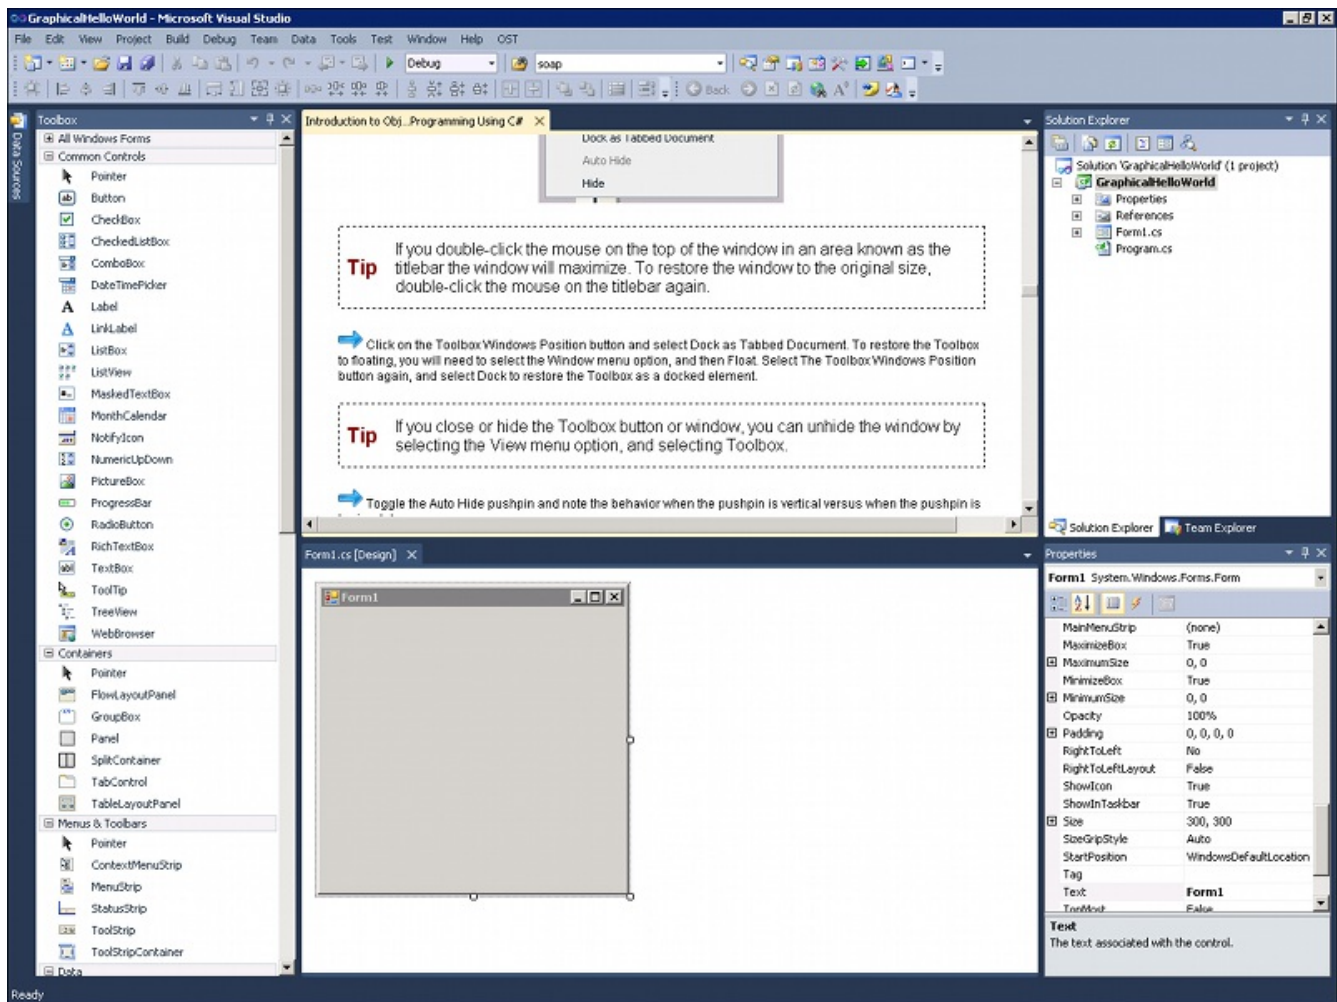 GraphicalHelloWorld - Microsoft Visual Studio
File Edit View Project Build Debug Team Data Tools Test Window Help OST
Debug soap
Back
Data Sources
Toolbox
All Windows Forms
Common Controls
Pointer
Button
CheckBox
CheckedListBox
ComboBox
DateTimePicker
Label
LinkLabel
ListBox
ListView
MaskedTextBox
MonthCalendar
NotifyIcon
NumericUpDown
PictureBox
ProgressBar
RadioButton
RichTextBox
TextBox
ToolTip
TreeView
WebBrowser
Containers
Pointer
FlowLayoutPanel
GroupBox
Panel
SplitContainer
TabControl
TableLayoutPanel
Menus & Toolbars
Pointer
ContextMenuStrip
MenuStrip
StatusStrip
ToolStrip
ToolStripContainer
Data
Introduction to Obj...Programming Using C#
Dock as Tabbed Document
Auto Hide
Hide
Tip
If you double-click the mouse on the top of the window in an area known as the
titlebar the window will maximize. To restore the window to the original size,
double-click the mouse on the titlebar again.
Click on the Toolbox Windows Position button and select Dock as Tabbed Document. To restore the Toolbox
to floating, you will need to select the Window menu option, and then Float. Select The Toolbox Windows Position
button again, and select Dock to restore the Toolbox as a docked element.
Tip
If you close or hide the Toolbox button or window, you can unhide the window by
selecting the View menu option, and selecting Toolbox.
Toggle the Auto Hide pushpin and note the behavior when the pushpin is vertical versus when the pushpin is
Form1.cs [Design]
Form1
Solution Explorer
Solution 'GraphicalHelloWorld' (1 project)
GraphicalHelloWorld
Properties
References
Form1.cs
Program.cs
Solution Explorer Team Explorer
Properties
Form1 System.Windows.Forms.Form
MainMenuStrip (none)
MaximizeBox True
MaximumSize 0, 0
MinimizeBox True
MinimumSize 0, 0
Opacity 100%
Padding 0, 0, 0, 0
RightToLeft No
RightToLeftLayout False
ShowIcon True
ShowInTaskbar True
Size 300, 300
SizeGripStyle Auto
StartPosition WindowsDefaultLocation
Tag
Text Form1
TopMost False
Text
The text associated with the control.
Ready